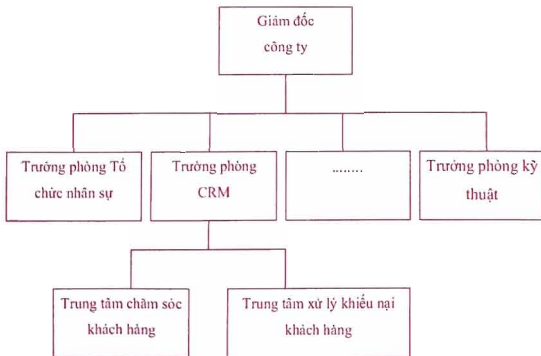 Giám đốc
công ty
Trưởng phòng Tổ
chức nhân sự
Trưởng phòng
CRM
........
Trưởng phòng kỹ
thuật
Trung tâm chăm sóc
khách hàng
Trung tâm xử lý khiếu nại
khách hàng